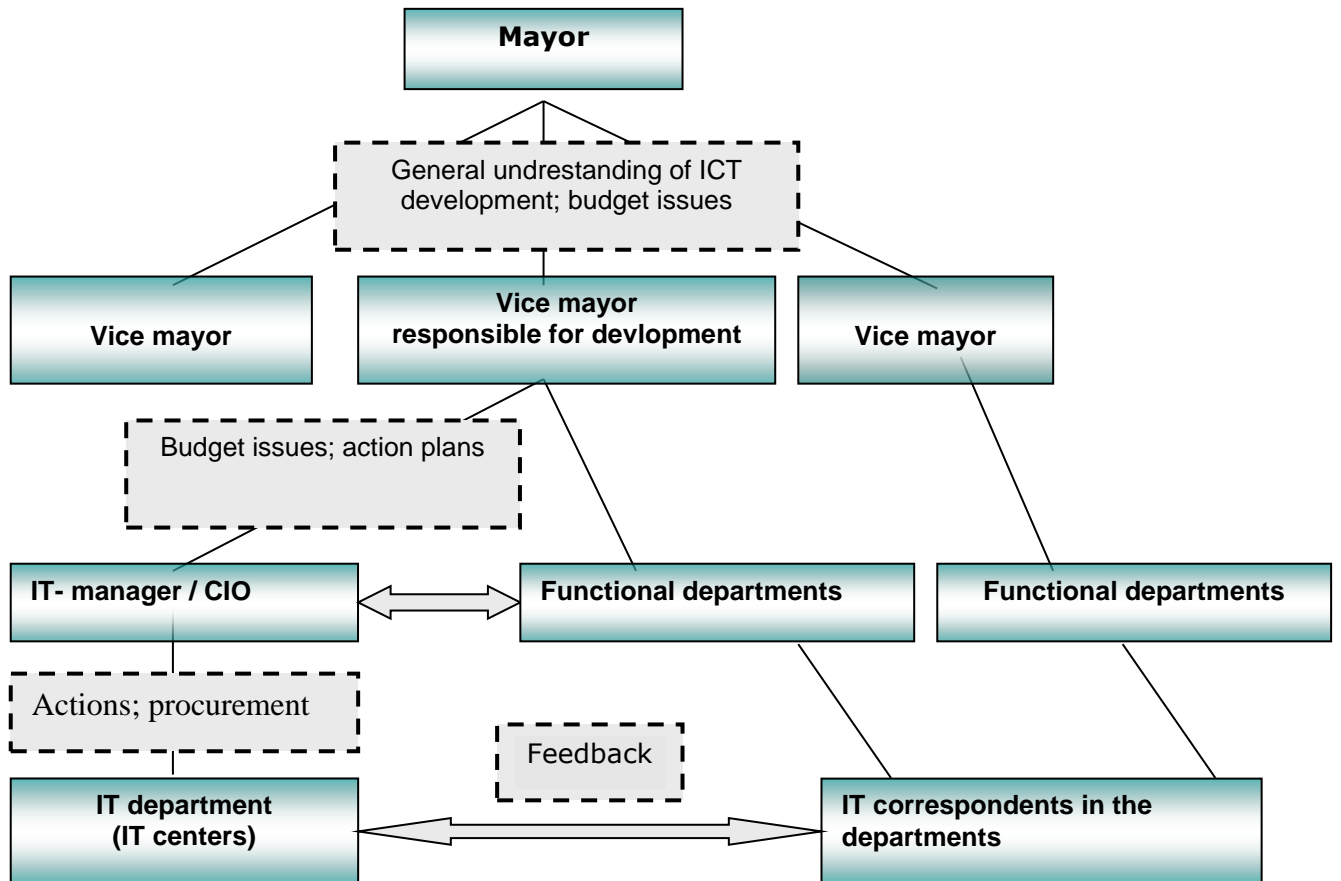 Mayor
General undrestanding of ICT
development; budget issues
Vice mayor
Vice mayor
responsible for devlopment
Vice mayor
Budget issues; action plans
IT- manager / CIO
Functional departments
Functional departments
Actions; procurement
Feedback
IT department
(IT centers)
IT correspondents in the
departments